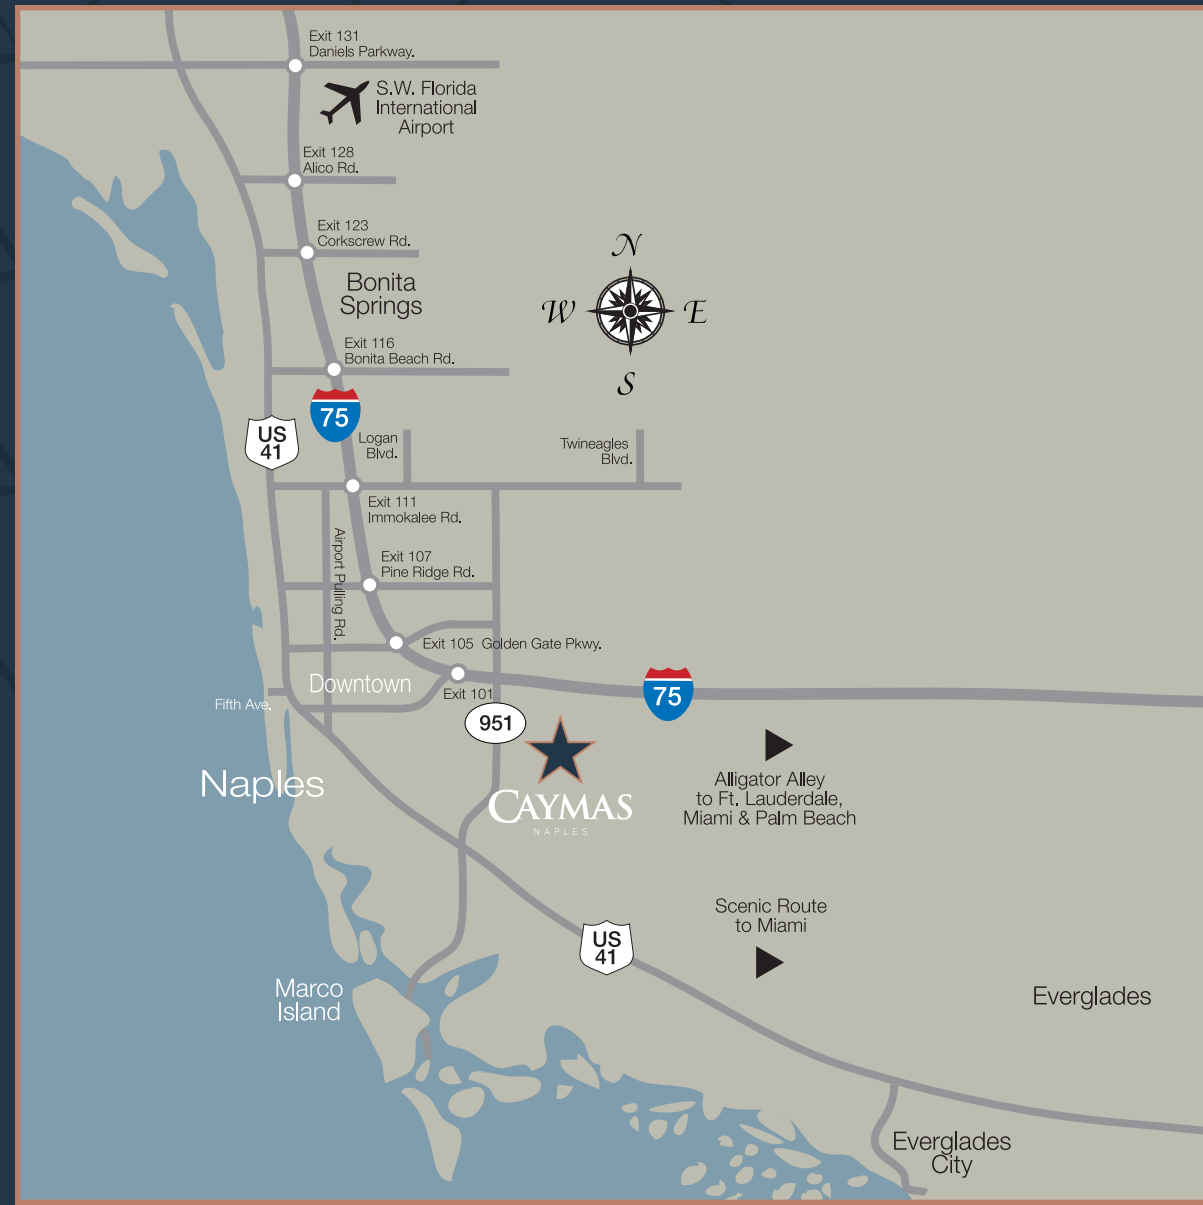 Exit 131
Daniels Parkway.
S.W. Florida
International
Airport
Exit 128
Alico Rd.
Exit 123
Corkscrew Rd.
N
W
E
S
Bonita
Springs
Exit 116
Bonita Beach Rd.
75
US
41
Logan
Blvd.
Twineagles
Blvd.
Exit 111
Immokalee Rd.
Airport Pulling Rd.
Exit 107
Pine Ridge Rd.
Exit 105 Golden Gate Pkwy.
Downtown
Exit 101
75
Fifth Ave.
951
Naples
CAYMAS
NAPLES
Alligator Alley
to Ft. Lauderdale,
Miami & Palm Beach
Scenic Route
to Miami
US
41
Marco
Island
Everglades
Everglades
City